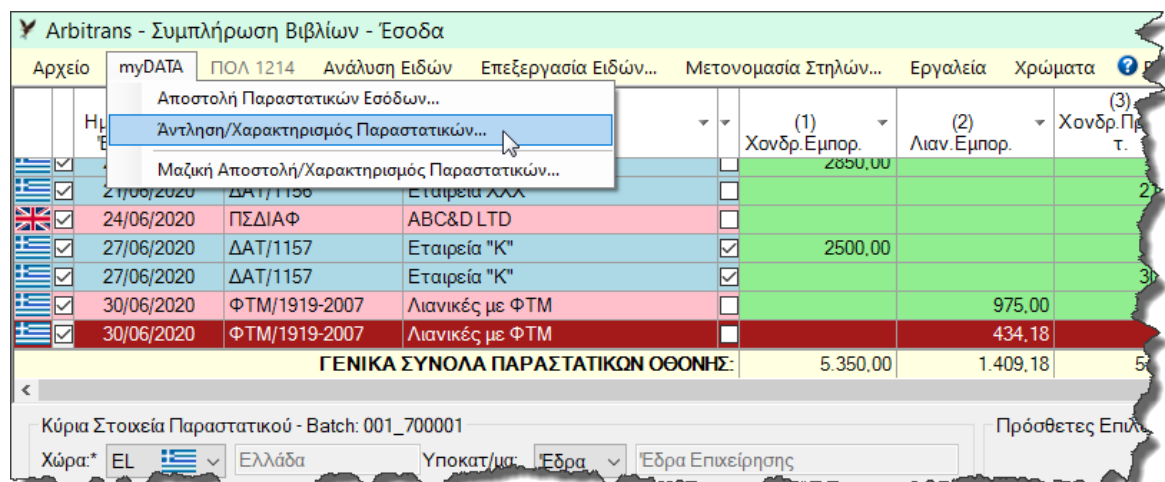 Arbitrans - Συμπλήρωση Βιβλίων - Έσοδα
Αρχείο myDATA ΠΟΛ 1214 Ανάλυση Ειδών Επεξεργασία Ειδών... Μετονομασία Στηλών... Εργαλεία Χρώματα
Αποστολή Παραστατικών Εσόδων...
Άντληση/Χαρακτηρισμός Παραστατικών...
Μαζική Αποστολή/Χαρακτηρισμός Παραστατικών...
(1) (2) (3)
Χονδρ.Εμπορ. Λιαν.Εμπορ.
2850,00
21/06/2020 ΔΑΤ/1156 Εταιρεία ΧΧΧ
24/06/2020 ΠΣΔΙΑΦ ABC&D LTD
27/06/2020 ΔΑΤ/1157 Εταιρεία "Κ" 2500,00
27/06/2020 ΔΑΤ/1157 Εταιρεία "Κ"
30/06/2020 ΦΤΜ/1919-2007 Λιανικές με ΦΤΜ 975,00
30/06/2020 ΦΤΜ/1919-2007 Λιανικές με ΦΤΜ 434,18
ΓΕΝΙΚΑ ΣΥΝΟΛΑ ΠΑΡΑΣΤΑΤΙΚΩΝ ΟΘΟΝΗΣ: 5.350,00 1.409,18
Κύρια Στοιχεία Παραστατικού - Batch: 001_700001 Πρόσθετες
Χώρα:* EL Ελλάδα Υποκατ/μα: Έδρα Έδρα Επιχείρησης